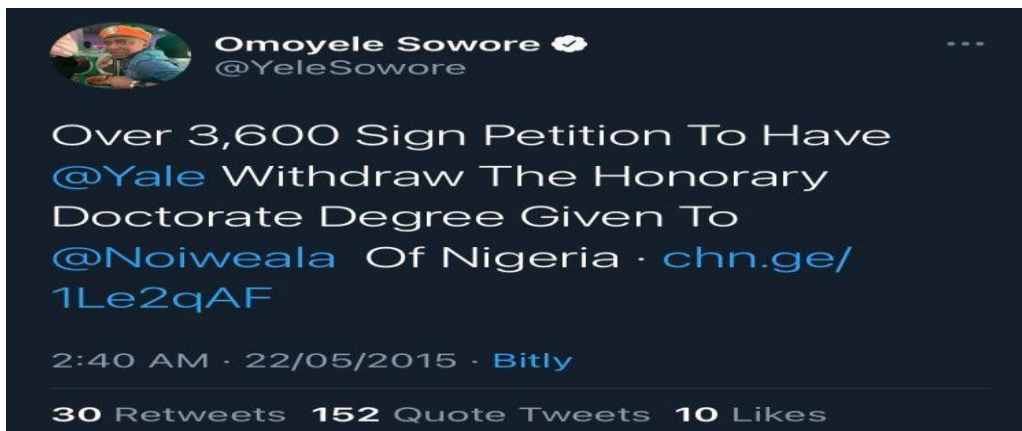 Omoyele Sowore
@YeleSowore
Over 3,600 Sign Petition To Have
@Yale Withdraw The Honorary
Doctorate Degree Given To
@Noiweala Of Nigeria · chn.ge/
1Le2qAF
2:40 AM · 22/05/2015 · Bitly
30 Retweets 152 Quote Tweets 10 Likes